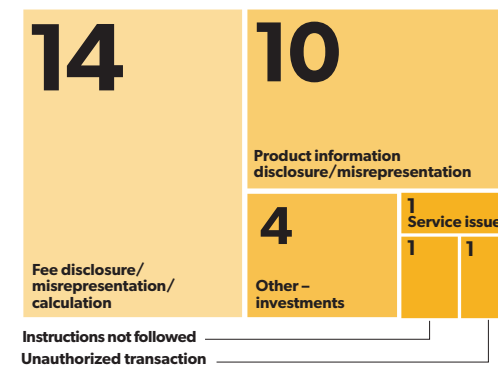 14
Fee disclosure/
misrepresentation/
calculation
10
Product information
disclosure/misrepresentation
4
Other –
investments
1
Service issue
1
1
Instructions not followed
Unauthorized transaction